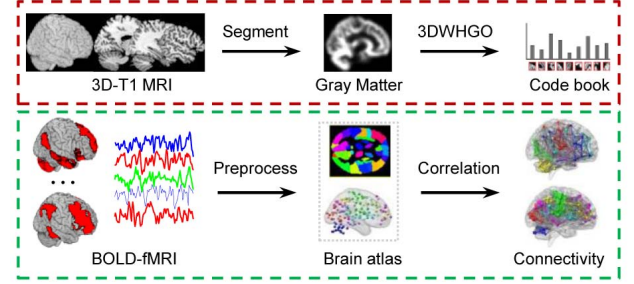 Segment
3DWHGO
3D-T1 MRI
Gray Matter
Code book
Preprocess
Correlation
BOLD-fMRI
Brain atlas
Connectivity